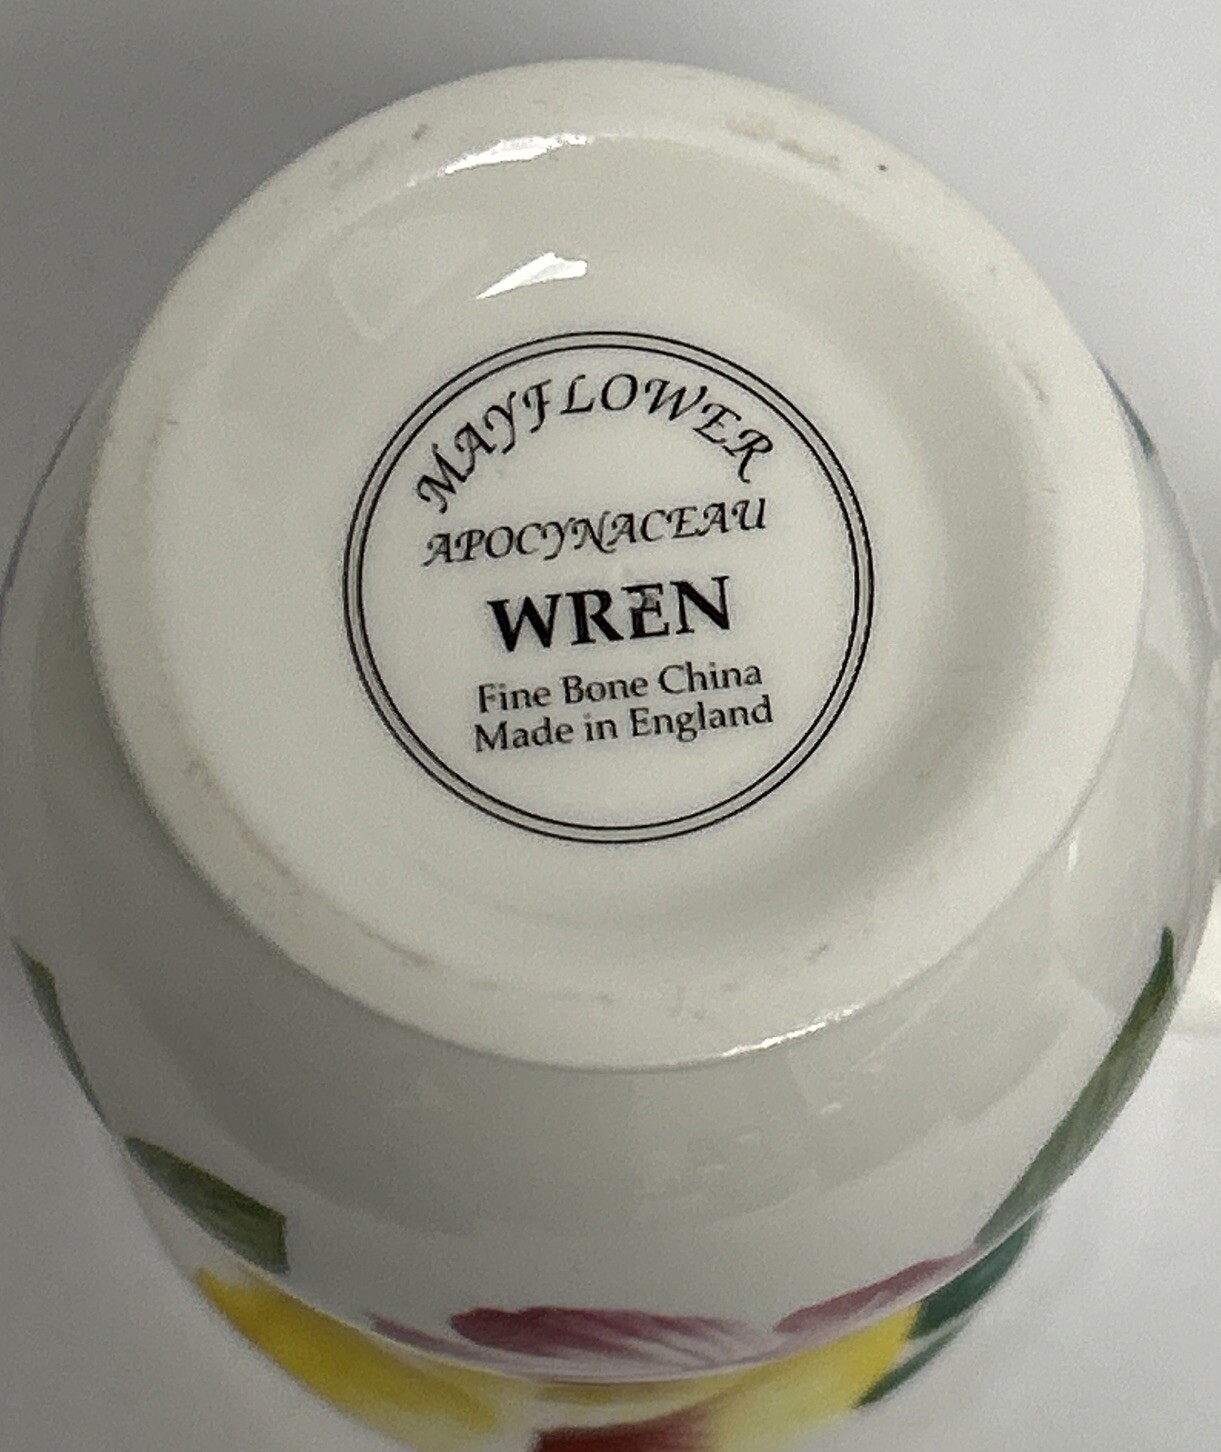 MAYFLOWER
APOCYNACEAU
WREN
Fine Bone China
Made in England